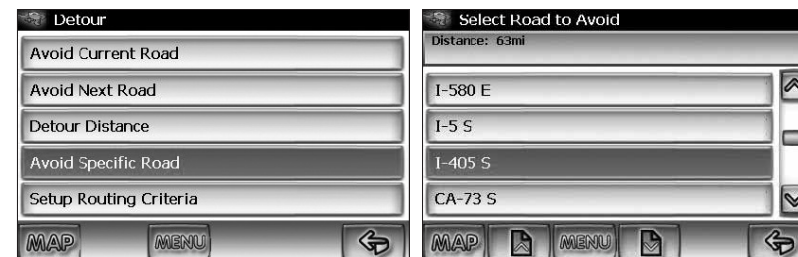 Detour
Avoid Current Road
Avoid Next Road
Detour Distance
Avoid Specific Road
Setup Routing Criteria
MAP MENU
Select Road to Avoid
Distance: 63mi
I-580 E
I-5 S
I-405 S
CA-73 S
MAP MENU